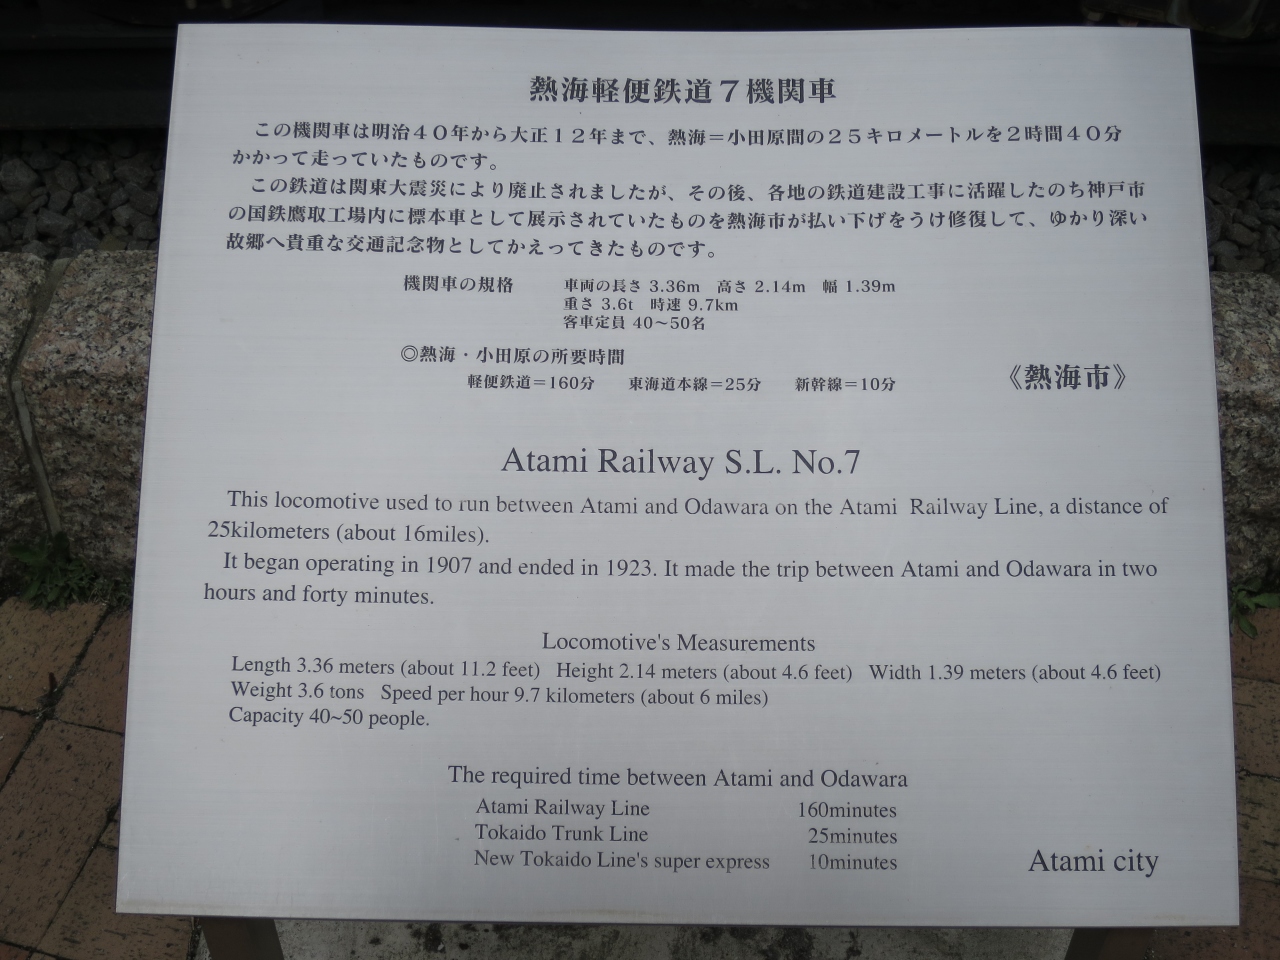 熱海軽便鉄道７機関車
この機関車は明治４０年から大正１２年まで、熱海＝小田原間の２５キロメートルを２時間４０分
かかって走っていたものです。
この鉄道は関東大震災により廃止されましたが、その後、各地の鉄道建設工事に活躍したのち神戸市
の国鉄鷹取工場内に標本車として展示されていたものを熱海市が払い下げをうけ修復して、ゆかり深い
故郷へ貴重な交通記念物としてかえってきたものです。
機関車の規格 車両の長さ 3.36m 高さ 2.14m 幅 1.39m
重さ 3.6t 時速 9.7km
客車定員 40〜50名
◎熱海・小田原の所要時間
軽便鉄道＝160分 東海道本線＝25分 新幹線＝10分
《熱海市》
Atami Railway S.L. No.7
This locomotive used to run between Atami and Odawara on the Atami Railway Line, a distance of
25kilometers (about 16miles).
It began operating in 1907 and ended in 1923. It made the trip between Atami and Odawara in two
hours and forty minutes.
Locomotive's Measurements
Length 3.36 meters (about 11.2 feet) Height 2.14 meters (about 4.6 feet) Width 1.39 meters (about 4.6 feet)
Weight 3.6 tons Speed per hour 9.7 kilometers (about 6 miles)
Capacity 40~50 people.
The required time between Atami and Odawara
Atami Railway Line 160minutes
Tokaido Trunk Line 25minutes
New Tokaido Line's super express 10minutes
Atami city